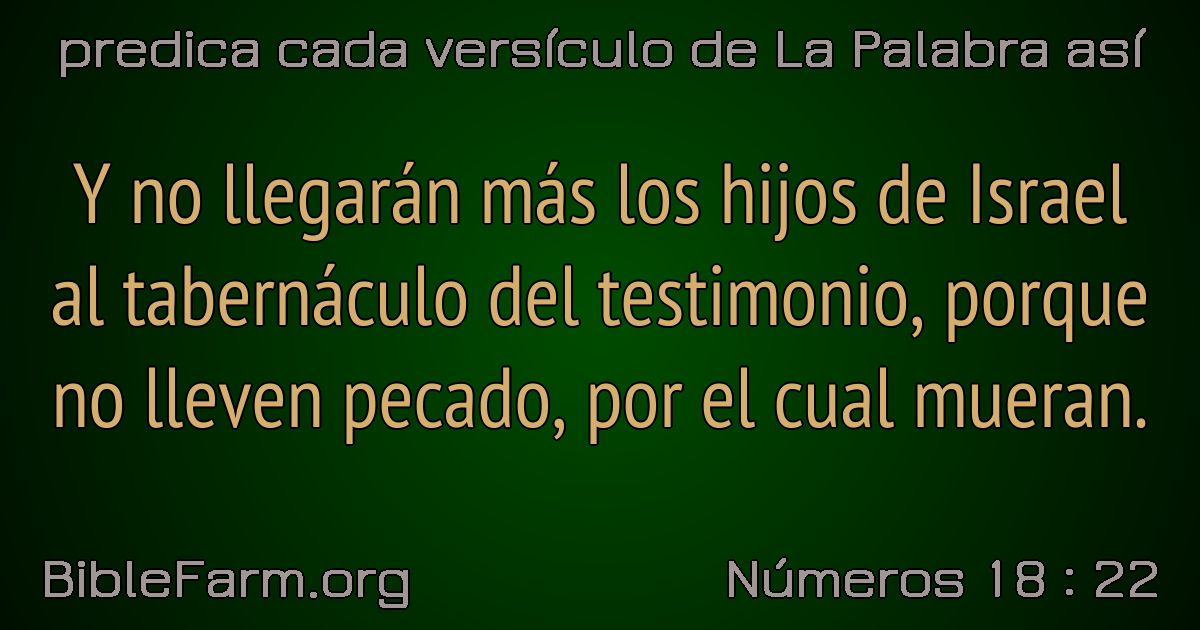 predica cada versículo de La Palabra así
Y no llegarán más los hijos de Israel
al tabernáculo del testimonio, porque
no lleven pecado, por el cual mueran.
BibleFarm.org
Números 18 : 22